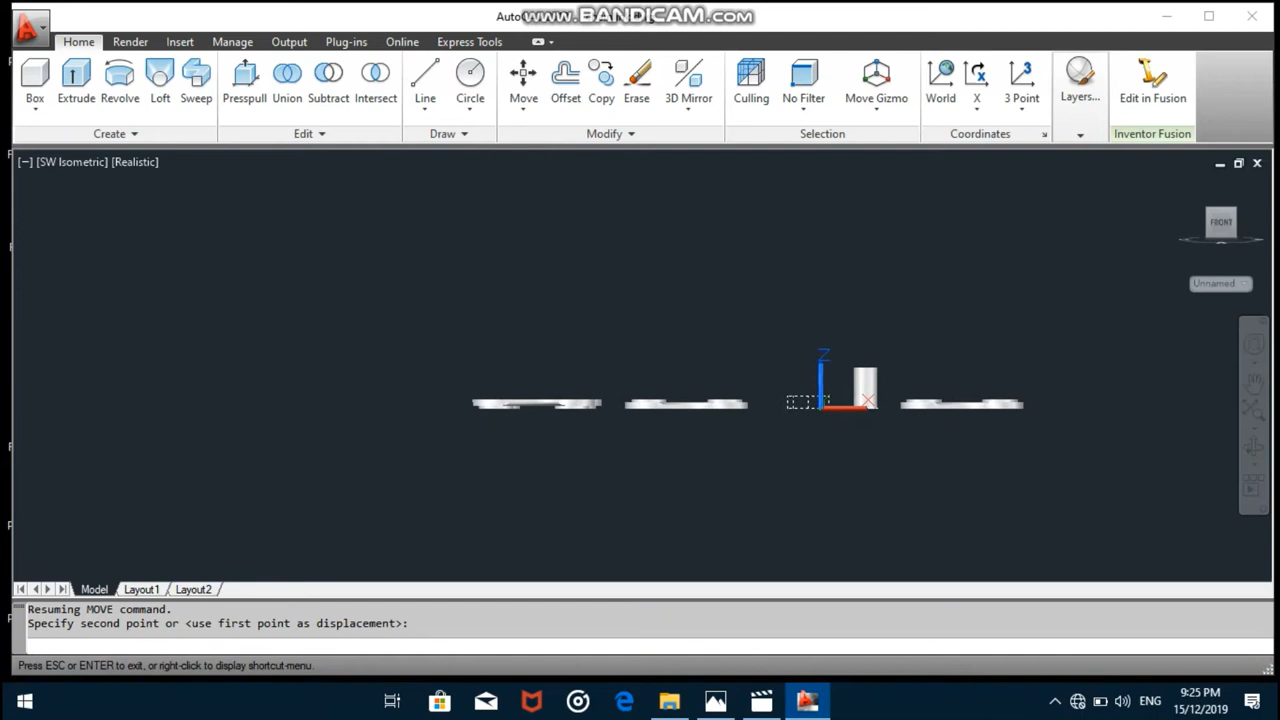 Auto
WWW.BANDICAM.COM
Home Render Insert Manage Output Plug-ins Online Express Tools
Box Extrude Revolve Loft Sweep Presspull Union Subtract Intersect Line Circle Move Offset Copy Erase 3D Mirror Culling No Filter Move Gizmo World X 3 Point Layers... Edit in Fusion
Create Edit Draw Modify Selection Coordinates Inventor Fusion
[−] [SW Isometric] [Realistic]
FRONT
Unnamed
Z
X
Model Layout1 Layout2
Resuming MOVE command.
Specify second point or <use first point as displacement>:
Press ESC or ENTER to exit, or right-click to display shortcut-menu.
ENG
9:25 PM
15/12/2019